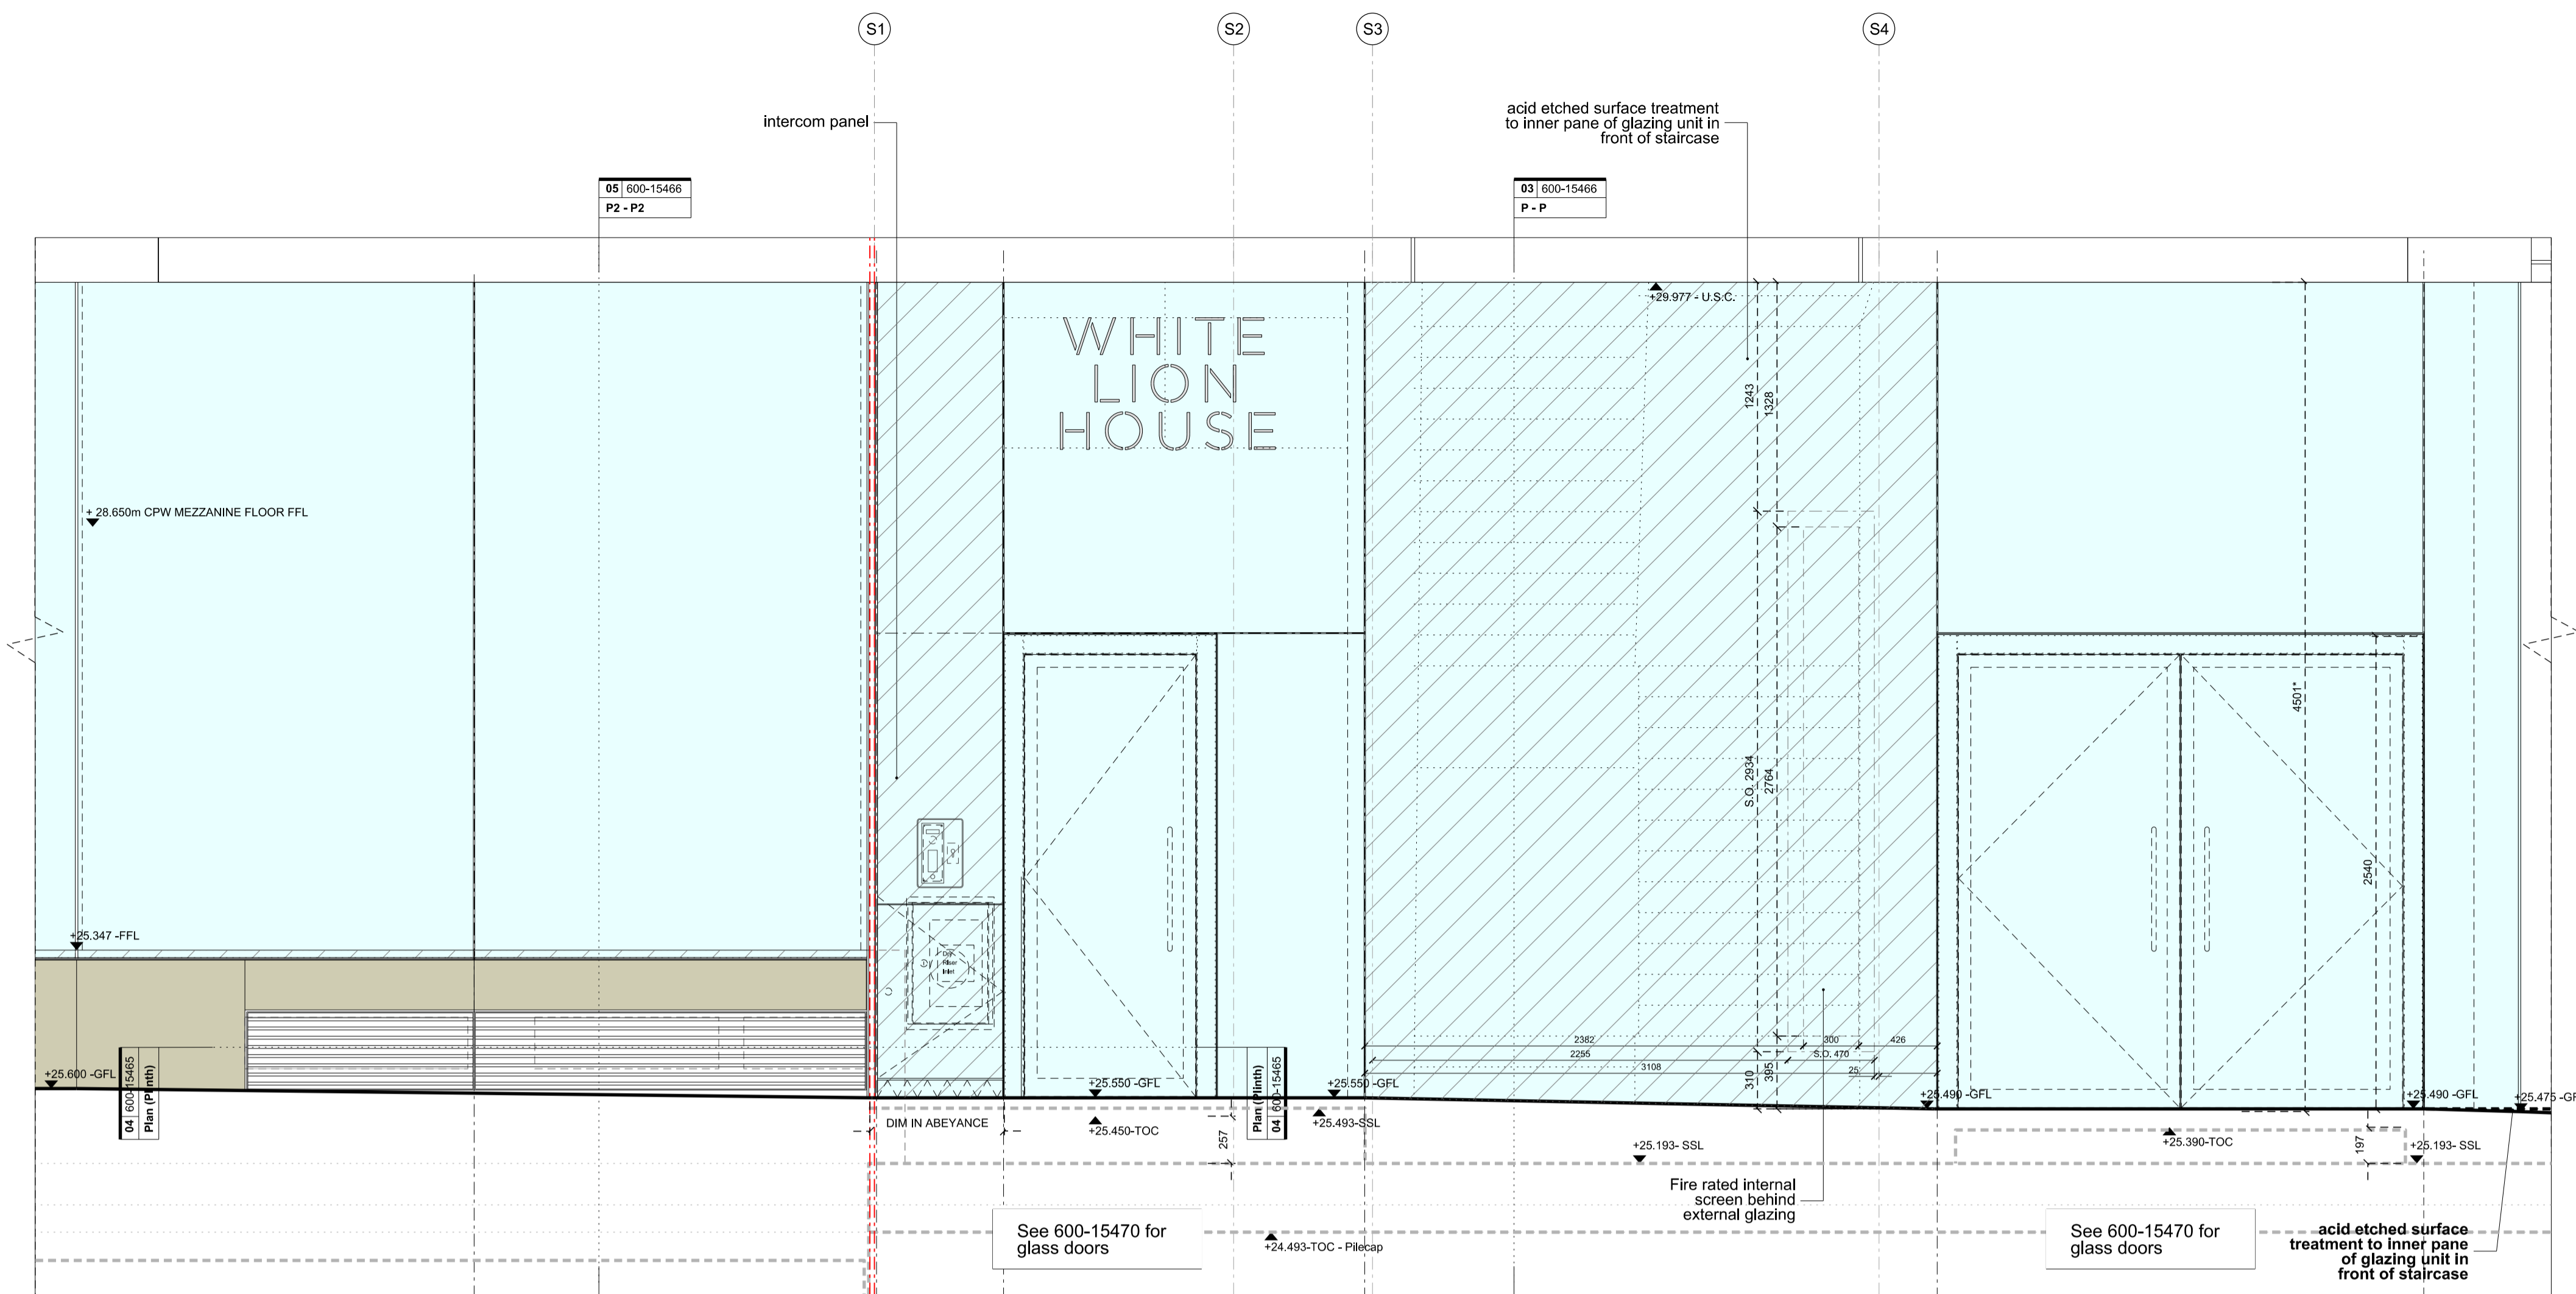 S1
S2
S3
S4
intercom panel
acid etched surface treatment
to inner pane of glazing unit in
front of staircase
05 600-15466
P2 - P2
03 600-15466
P - P
+29.977 - U.S.C.
WHITE
LION
HOUSE
1243
1328
+ 28.650m CPW MEZZANINE FLOOR FFL
4501*
S.O. 2934
2764
2540
+25.347 -FFL
Dry
Riser
Inlet
2382
300
426
2255
S.O. 470
3108
25
310
395
+25.600 -GFL
04 600-15465
Plan (Plinth)
+25.550 -GFL
Plan (Plinth)
04 600-15465
+25.550 -GFL
+25.490 -GFL
+25.490 -GFL
+25.475 -GF
DIM IN ABEYANCE
+25.450-TOC
257
+25.493-SSL
+25.193- SSL
+25.390-TOC
197
+25.193- SSL
Fire rated internal
screen behind
external glazing
See 600-15470 for
glass doors
+24.493-TOC - Pilecap
See 600-15470 for
glass doors
acid etched surface
treatment to inner pane
of glazing unit in
front of staircase